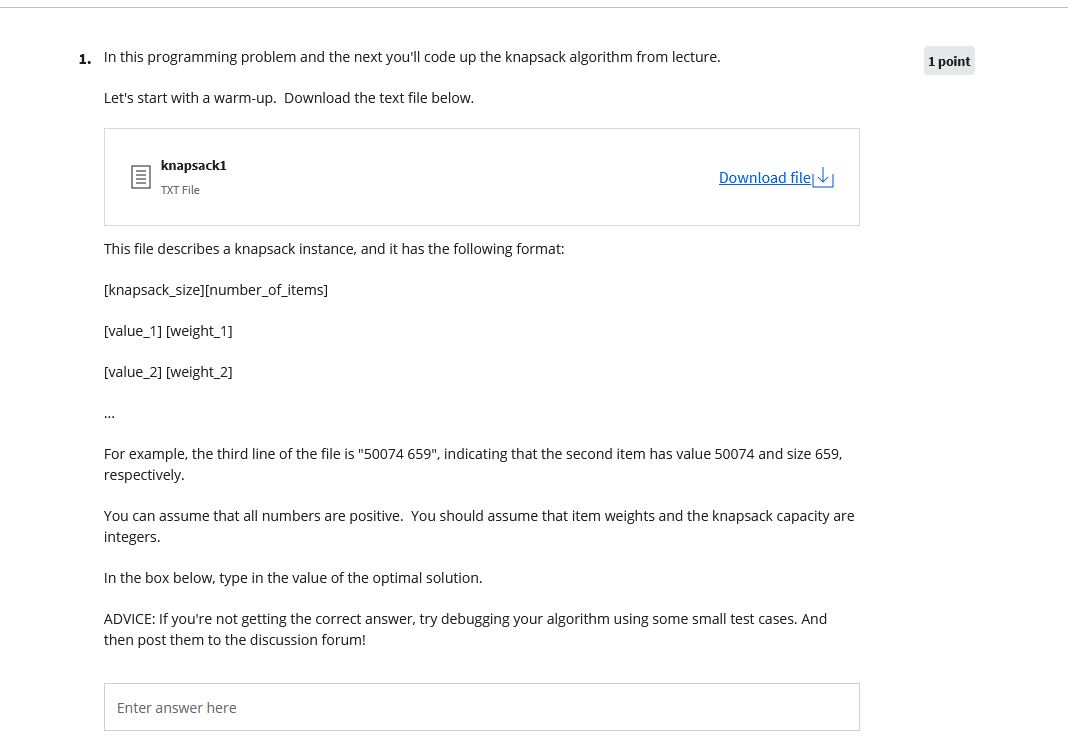 1. In this programming problem and the next you'll code up the knapsack algorithm from lecture.
1 point
Let's start with a warm-up.  Download the text file below.
knapsack1
TXT File
Download file
This file describes a knapsack instance, and it has the following format:
[knapsack_size][number_of_items]
[value_1] [weight_1]
[value_2] [weight_2]
...
For example, the third line of the file is "50074 659", indicating that the second item has value 50074 and size 659,
respectively.
You can assume that all numbers are positive.  You should assume that item weights and the knapsack capacity are
integers.
In the box below, type in the value of the optimal solution.
ADVICE: If you're not getting the correct answer, try debugging your algorithm using some small test cases. And
then post them to the discussion forum!
Enter answer here